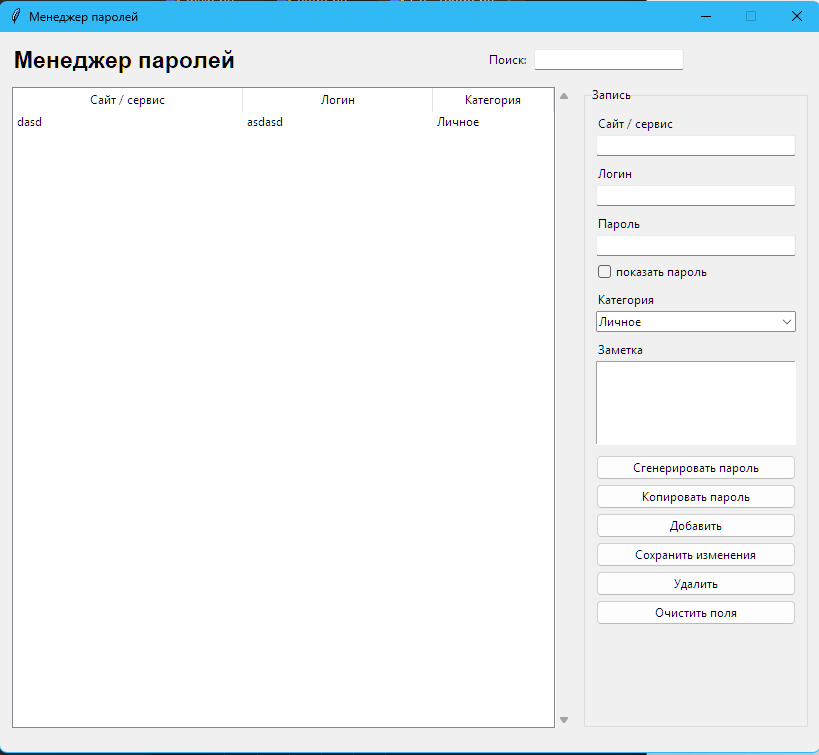 Менеджер паролей
Менеджер паролей
Поиск:
Сайт / сервис Логин Категория
dasd asdasd Личное
Запись
Сайт / сервис
Логин
Пароль
показать пароль
Категория
Личное
Заметка
Сгенерировать пароль
Копировать пароль
Добавить
Сохранить изменения
Удалить
Очистить поля